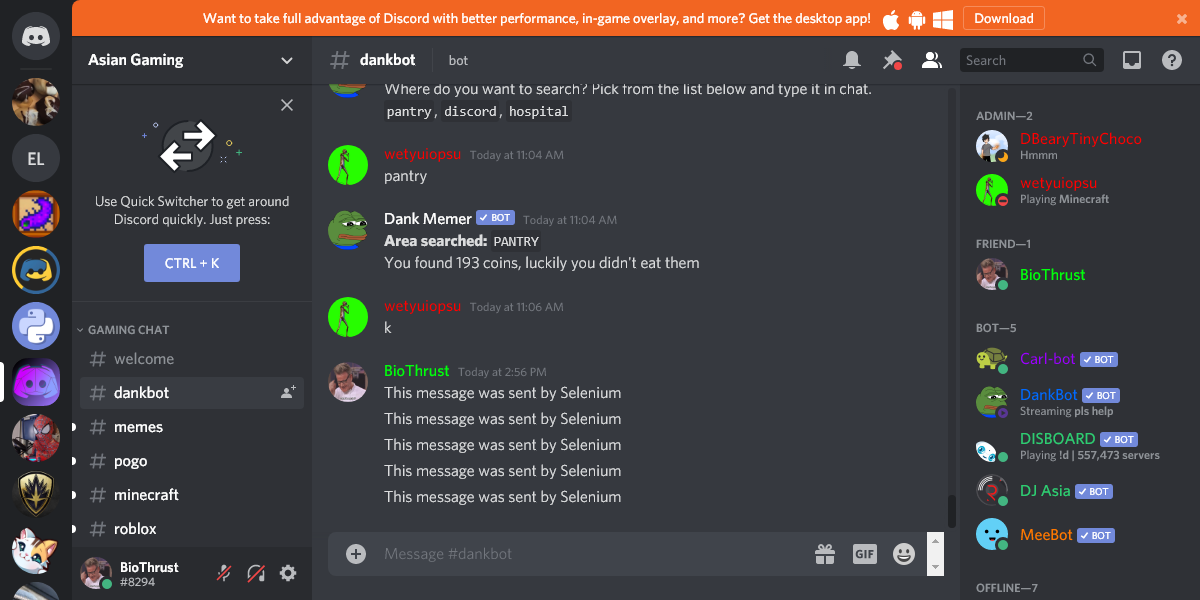 Want to take full advantage of Discord with better performance, in-game overlay, and more? Get the desktop app!
Download
EL
Asian Gaming
Use Quick Switcher to get around
Discord quickly. Just press:
CTRL + K
GAMING CHAT
# welcome
# dankbot
# memes
# pogo
# minecraft
# roblox
BioThrust
#8294
# dankbot
bot
Search
Where do you want to search? Pick from the list below and type it in chat.
pantry, discord, hospital
wetyuiopsu Today at 11:04 AM
pantry
Dank Memer BOT Today at 11:04 AM
Area searched: PANTRY
You found 193 coins, luckily you didn't eat them
wetyuiopsu Today at 11:06 AM
k
BioThrust Today at 2:56 PM
This message was sent by Selenium
This message was sent by Selenium
This message was sent by Selenium
This message was sent by Selenium
This message was sent by Selenium
Message #dankbot
GIF
ADMIN—2
DBearyTinyChoco
Hmmm
wetyuiopsu
Playing Minecraft
FRIEND—1
BioThrust
BOT—5
Carl-bot BOT
DankBot BOT
Streaming pls help
DISBOARD BOT
Playing !d | 557,473 servers
DJ Asia BOT
MeeBot BOT
OFFLINE—7